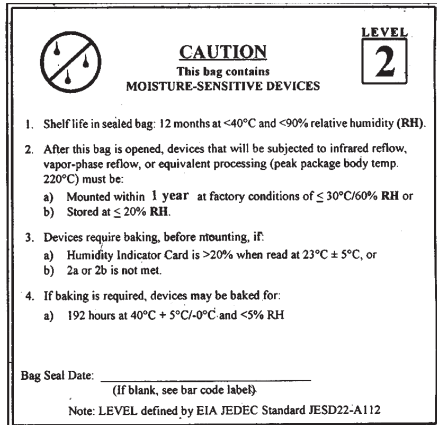 LEVEL
2
CAUTION
This bag contains
MOISTURE-SENSITIVE DEVICES
1. Shelf life in sealed bag: 12 months at <40°C and <90% relative humidity (RH).
2. After this bag is opened, devices that will be subjected to infrared reflow,
vapor-phase reflow, or equivalent processing (peak package body temp.
220°C) must be:
a) Mounted within 1 year at factory conditions of ≤ 30°C/60% RH or
b) Stored at ≤ 20% RH.
3. Devices require baking, before mounting, if:
a) Humidity Indicator Card is >20% when read at 23°C ± 5°C, or
b) 2a or 2b is not met.
4. If baking is required, devices may be baked for:
a) 192 hours at 40°C + 5°C/-0°C and <5% RH
Bag Seal Date:
(If blank, see bar code label)
Note: LEVEL defined by EIA JEDEC Standard JESD22-A112